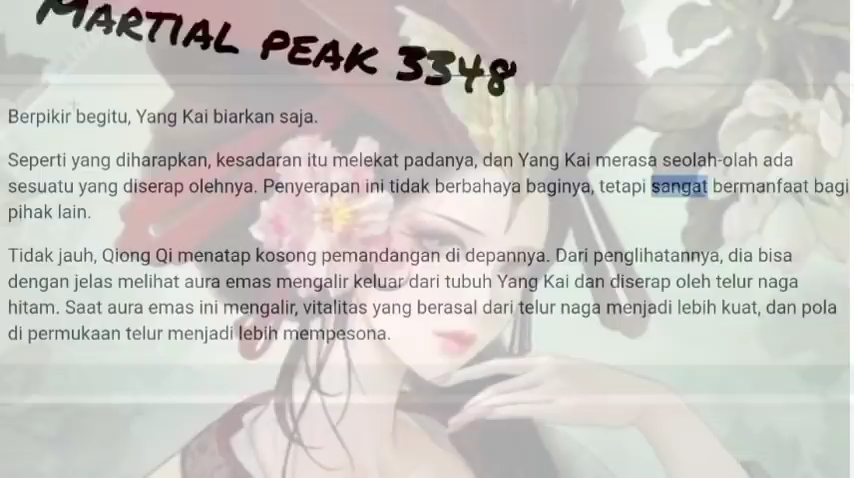 MARTIAL PEAK 3348
Berpikir begitu, Yang Kai biarkan saja.
Seperti yang diharapkan, kesadaran itu melekat padanya, dan Yang Kai merasa seolah-olah ada
sesuatu yang diserap olehnya. Penyerapan ini tidak berbahaya baginya, tetapi sangat bermanfaat bagi
pihak lain.
Tidak jauh, Qiong Qi menatap kosong pemandangan di depannya. Dari penglihatannya, dia bisa
dengan jelas melihat aura emas mengalir keluar dari tubuh Yang Kai dan diserap oleh telur naga
hitam. Saat aura emas ini mengalir, vitalitas yang berasal dari telur naga menjadi lebih kuat, dan pola
di permukaan telur menjadi lebih mempesona.